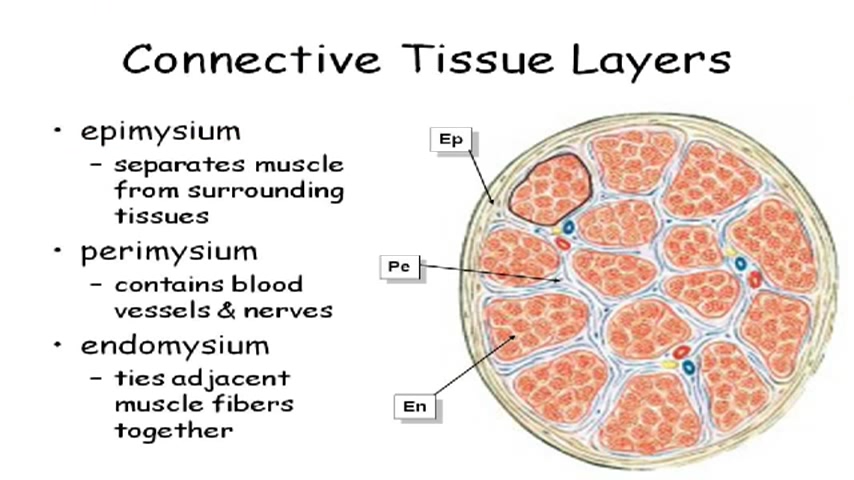 Connective Tissue Layers
• epimysium
– separates muscle
from surrounding
tissues
• perimysium
– contains blood
vessels & nerves
• endomysium
– ties adjacent
muscle fibers
together
Ep
Pe
En